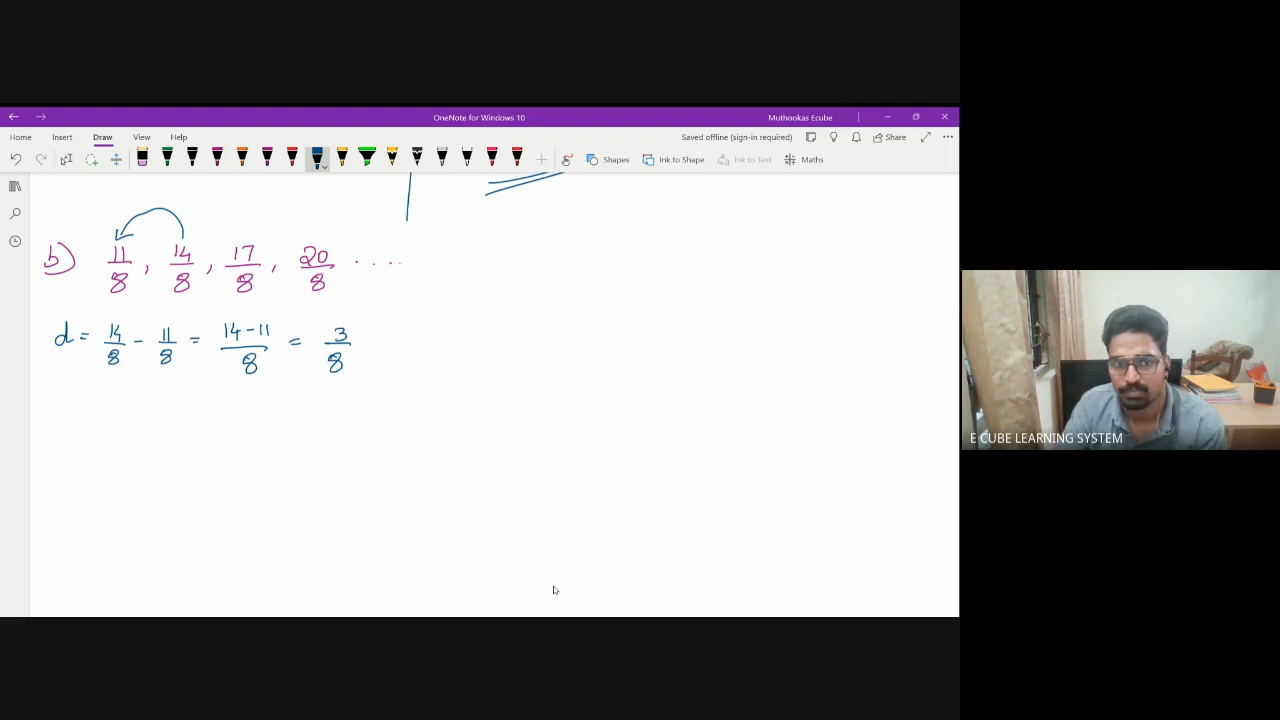 OneNote for Windows 10
Muthookas Ecube
Home Insert Draw View Help
Saved offline (sign-in required)
Share
Shapes
Ink to Shape
Ink to Text
Maths
b) 11/8, 14/8, 17/8, 20/8 ....
d = 14/8 - 11/8 = 14-11/8 = 3/8
E CUBE LEARNING SYSTEM